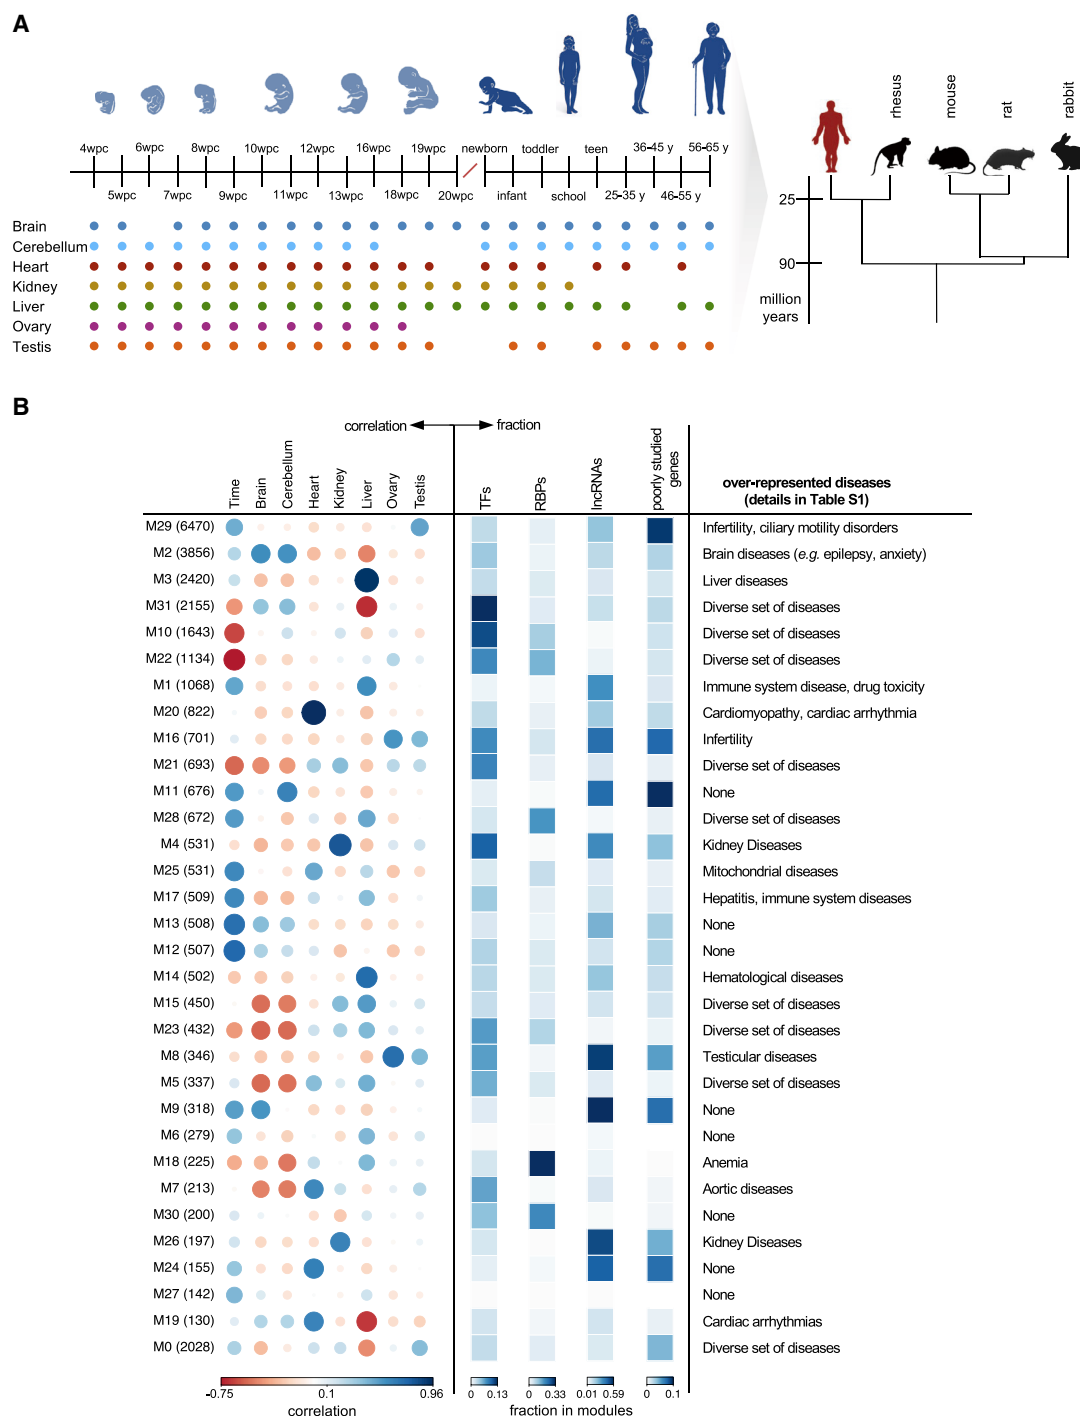 A
rhesus
mouse
rat
rabbit
4wpc 6wpc 8wpc 10wpc 12wpc 16wpc 19wpc newborn toddler teen 36-45 y 56-65 y
5wpc 7wpc 9wpc 11wpc 13wpc 18wpc 20wpc infant school 25-35 y 46-55 y
25
90
million
years
Brain
Cerebellum
Heart
Kidney
Liver
Ovary
Testis
B
correlation fraction
Time Brain Cerebellum Heart Kidney Liver Ovary Testis TFs RBPs lncRNAs poorly studied genes
over-represented diseases
(details in Table S1)
M29 (6470) Infertility, ciliary motility disorders
M2 (3856) Brain diseases (e.g. epilepsy, anxiety)
M3 (2420) Liver diseases
M31 (2155) Diverse set of diseases
M10 (1643) Diverse set of diseases
M22 (1134) Diverse set of diseases
M1 (1068) Immune system disease, drug toxicity
M20 (822) Cardiomyopathy, cardiac arrhythmia
M16 (701) Infertility
M21 (693) Diverse set of diseases
M11 (676) None
M28 (672) Diverse set of diseases
M4 (531) Kidney Diseases
M25 (531) Mitochondrial diseases
M17 (509) Hepatitis, immune system diseases
M13 (508) None
M12 (507) None
M14 (502) Hematological diseases
M15 (450) Diverse set of diseases
M23 (432) Diverse set of diseases
M8 (346) Testicular diseases
M5 (337) Diverse set of diseases
M9 (318) None
M6 (279) None
M18 (225) Anemia
M7 (213) Aortic diseases
M30 (200) None
M26 (197) Kidney Diseases
M24 (155) None
M27 (142) None
M19 (130) Cardiac arrhythmias
M0 (2028) Diverse set of diseases
-0.75 0.1 0.96 0 0.13 0 0.33 0.01 0.59 0 0.1
correlation fraction in modules